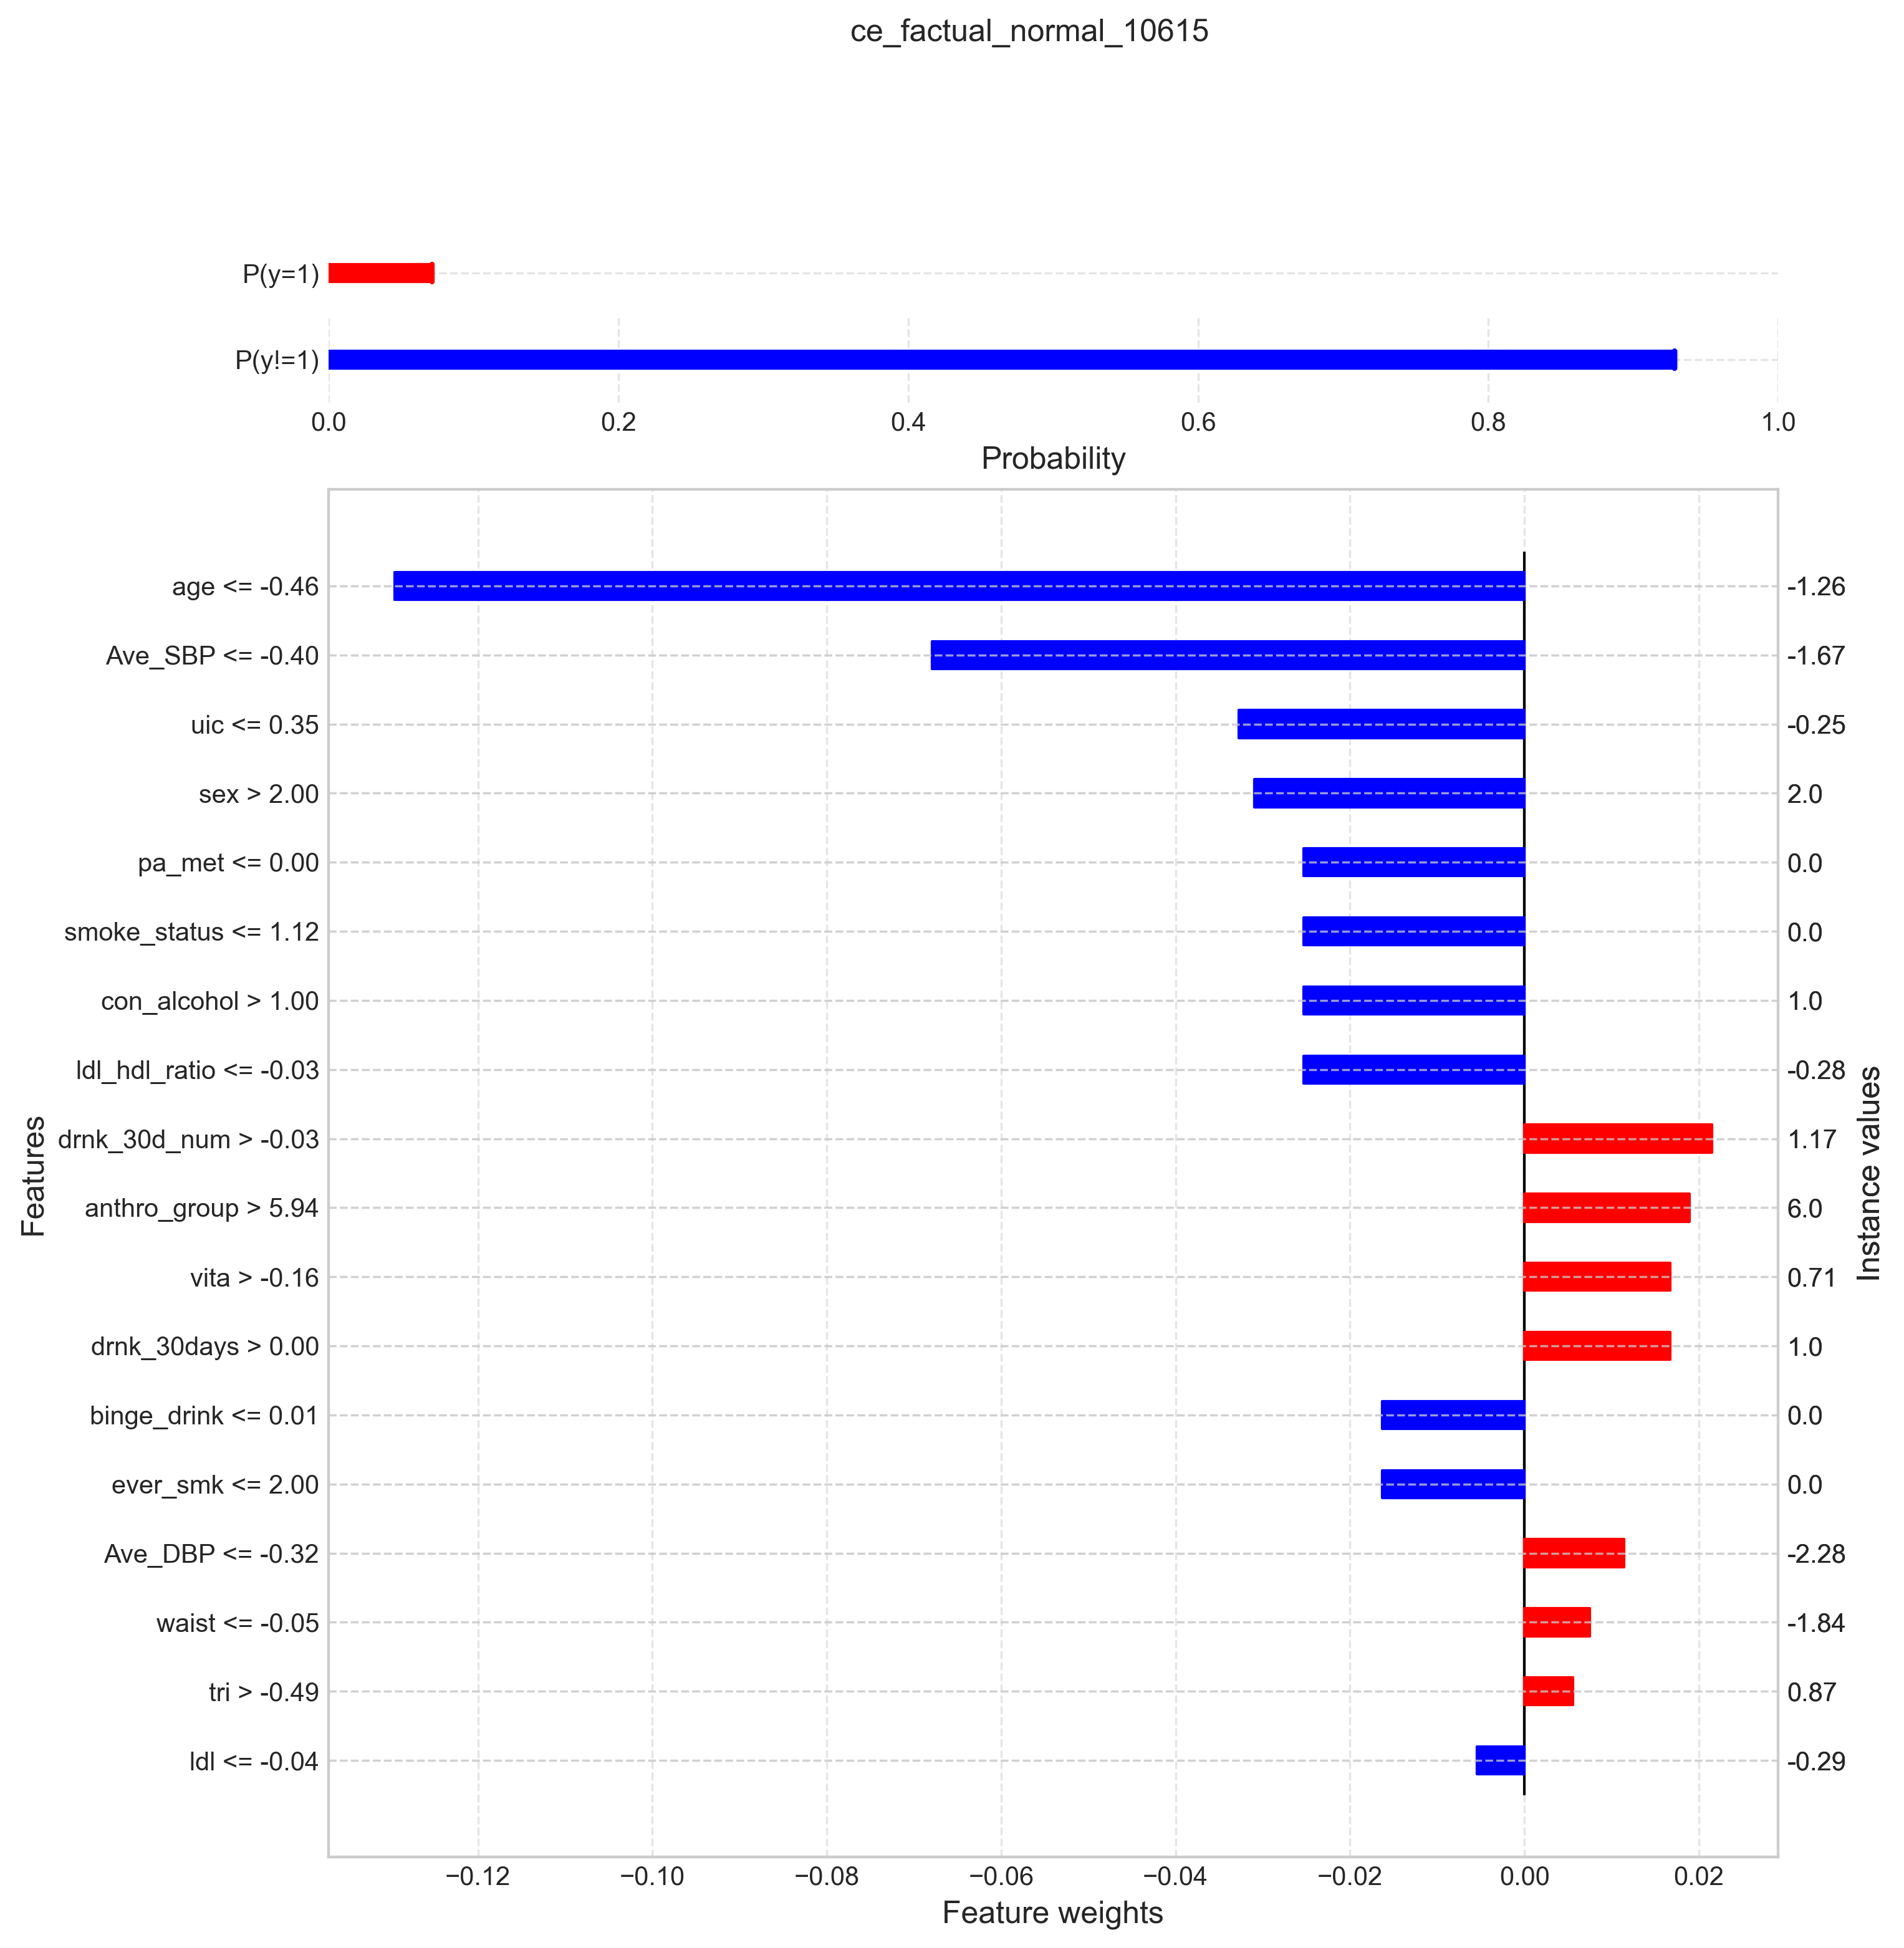 ce_factual_normal_10615
P(y=1)
P(y!=1)
0.0 0.2 0.4 0.6 0.8 1.0
Probability
age <= -0.46 -1.26
Ave_SBP <= -0.40 -1.67
uic <= 0.35 -0.25
sex > 2.00 2.0
pa_met <= 0.00 0.0
smoke_status <= 1.12 0.0
con_alcohol > 1.00 1.0
ldl_hdl_ratio <= -0.03 -0.28
drnk_30d_num > -0.03 1.17
anthro_group > 5.94 6.0
vita > -0.16 0.71
drnk_30days > 0.00 1.0
binge_drink <= 0.01 0.0
ever_smk <= 2.00 0.0
Ave_DBP <= -0.32 -2.28
waist <= -0.05 -1.84
tri > -0.49 0.87
ldl <= -0.04 -0.29
Features
Instance values
−0.12 −0.10 −0.08 −0.06 −0.04 −0.02 0.00 0.02
Feature weights